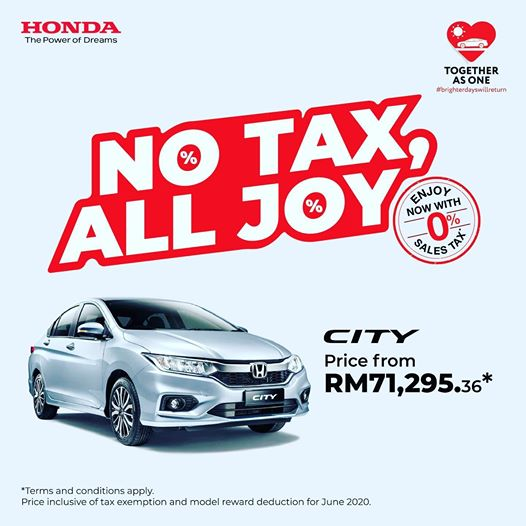 HONDA
The Power of Dreams
TOGETHER
AS ONE
#brighterdayswillreturn
NO TAX,
%
ALL JOY
%
ENJOY
NOW WITH
0%
SALES TAX*
CITY
Price from
RM71,295.36*
CITY
*Terms and conditions apply.
Price inclusive of tax exemption and model reward deduction for June 2020.